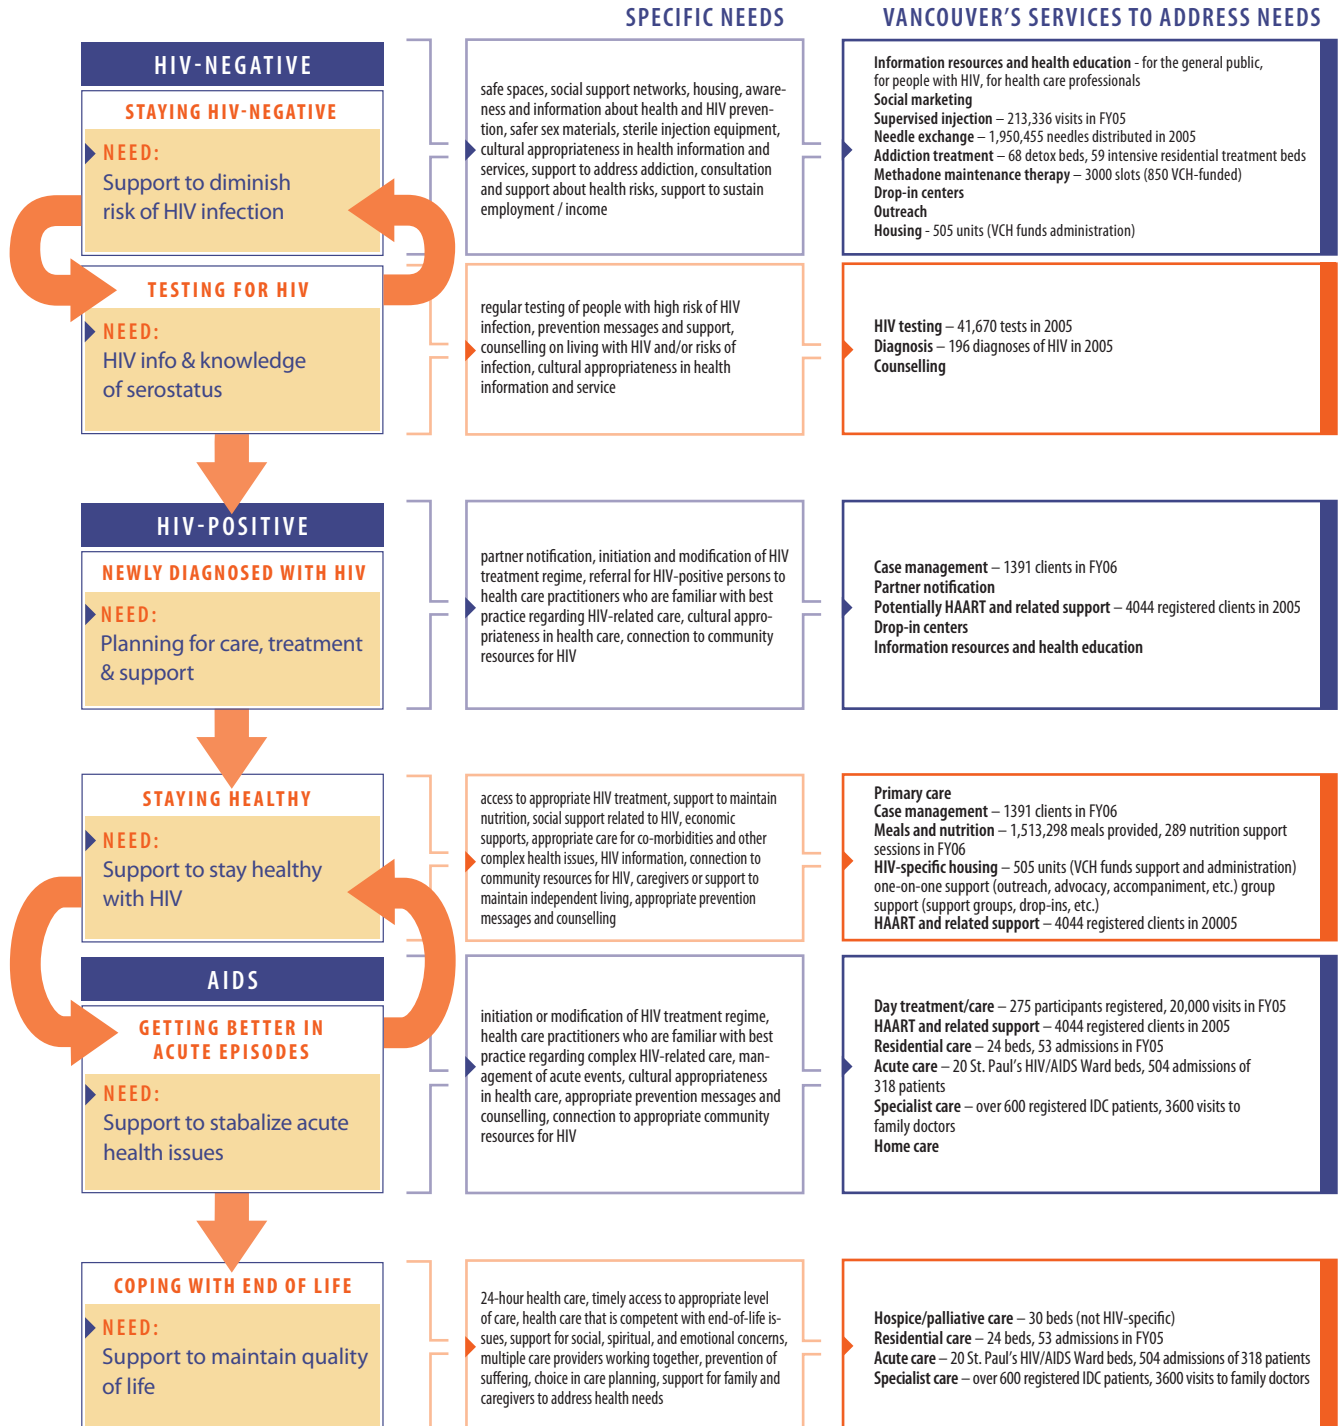 SPECIFIC NEEDS
VANCOUVER'S SERVICES TO ADDRESS NEEDS
HIV-NEGATIVE
STAYING HIV-NEGATIVE
NEED:
Support to diminish
risk of HIV infection
safe spaces, social support networks, housing, aware-
ness and information about health and HIV preven-
tion, safer sex materials, sterile injection equipment,
cultural appropriateness in health information and
services, support to address addiction, consultation
and support about health risks, support to sustain
employment / income
Information resources and health education - for the general public,
for people with HIV, for health care professionals
Social marketing
Supervised injection – 213,336 visits in FY05
Needle exchange – 1,950,455 needles distributed in 2005
Addiction treatment – 68 detox beds, 59 intensive residential treatment beds
Methadone maintenance therapy – 3000 slots (850 VCH-funded)
Drop-in centers
Outreach
Housing - 505 units (VCH funds administration)
TESTING FOR HIV
NEED:
HIV info & knowledge
of serostatus
regular testing of people with high risk of HIV
infection, prevention messages and support,
counselling on living with HIV and/or risks of
infection, cultural appropriateness in health
information and service
HIV testing – 41,670 tests in 2005
Diagnosis – 196 diagnoses of HIV in 2005
Counselling
HIV-POSITIVE
NEWLY DIAGNOSED WITH HIV
NEED:
Planning for care, treatment
& support
partner notification, initiation and modification of HIV
treatment regime, referral for HIV-positive persons to
health care practitioners who are familiar with best
practice regarding HIV-related care, cultural appro-
priateness in health care, connection to community
resources for HIV
Case management – 1391 clients in FY06
Partner notification
Potentially HAART and related support – 4044 registered clients in 2005
Drop-in centers
Information resources and health education
STAYING HEALTHY
NEED:
Support to stay healthy
with HIV
access to appropriate HIV treatment, support to maintain
nutrition, social support related to HIV, economic
supports, appropriate care for co-morbidities and other
complex health issues, HIV information, connection to
community resources for HIV, caregivers or support to
maintain independent living, appropriate prevention
messages and counselling
Primary care
Case management – 1391 clients in FY06
Meals and nutrition – 1,513,298 meals provided, 289 nutrition support
sessions in FY06
HIV-specific housing – 505 units (VCH funds support and administration)
one-on-one support (outreach, advocacy, accompaniment, etc.) group
support (support groups, drop-ins, etc.)
HAART and related support – 4044 registered clients in 20005
AIDS
GETTING BETTER IN
ACUTE EPISODES
NEED:
Support to stabalize acute
health issues
initiation or modification of HIV treatment regime,
health care practitioners who are familiar with best
practice regarding complex HIV-related care, man-
agement of acute events, cultural appropriateness
in health care, appropriate prevention messages and
counselling, connection to appropriate community
resources for HIV
Day treatment/care – 275 participants registered, 20,000 visits in FY05
HAART and related support – 4044 registered clients in 2005
Residential care – 24 beds, 53 admissions in FY05
Acute care – 20 St. Paul's HIV/AIDS Ward beds, 504 admissions of
318 patients
Specialist care – over 600 registered IDC patients, 3600 visits to
family doctors
Home care
COPING WITH END OF LIFE
NEED:
Support to maintain quality
of life
24-hour health care, timely access to appropriate level
of care, health care that is competent with end-of-life is-
sues, support for social, spiritual, and emotional concerns,
multiple care providers working together, prevention of
suffering, choice in care planning, support for family and
caregivers to address health needs
Hospice/palliative care – 30 beds (not HIV-specific)
Residential care – 24 beds, 53 admissions in FY05
Acute care – 20 St. Paul's HIV/AIDS Ward beds, 504 admissions of 318 patients
Specialist care – over 600 registered IDC patients, 3600 visits to family doctors